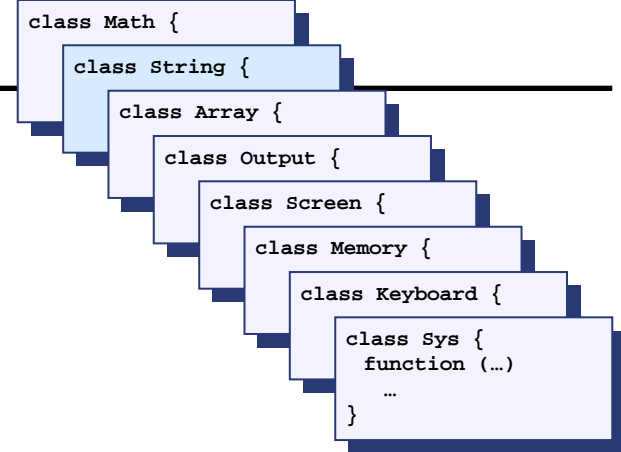 class Math {
class String {
class Array {
class Output {
class Screen {
class Memory {
class Keyboard {
class Sys {
function (…)
…
}